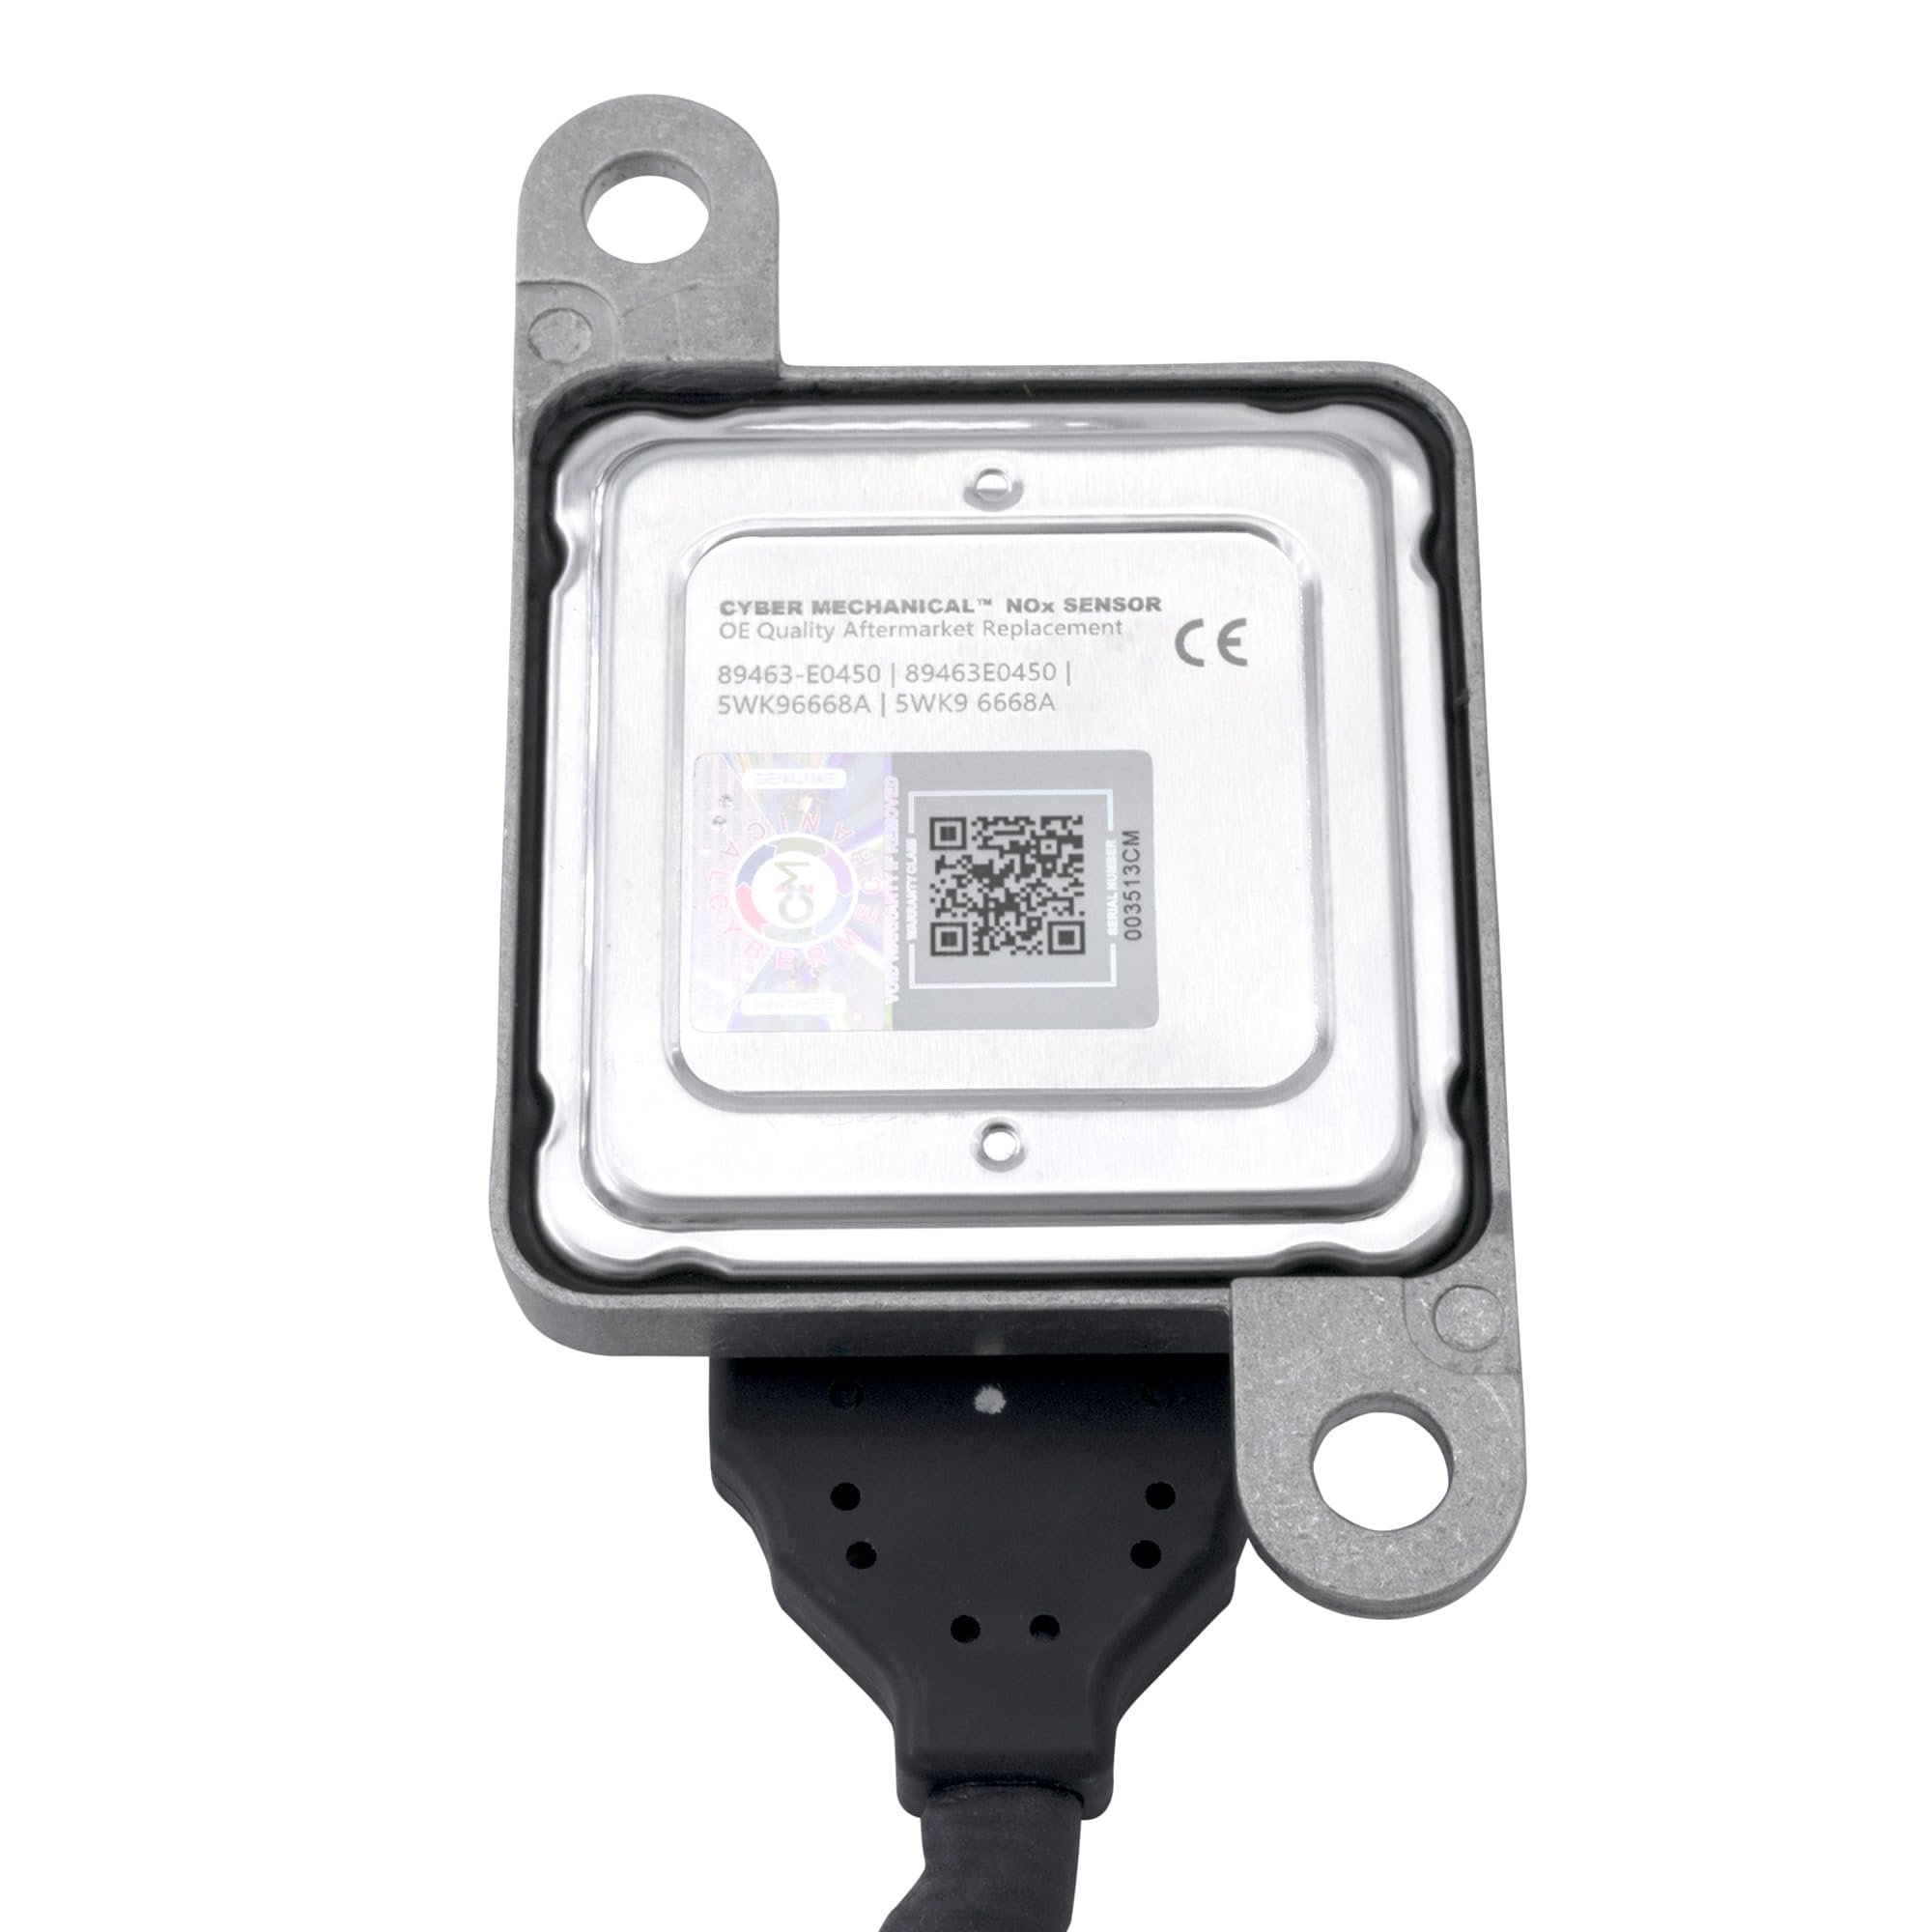 CYBER MECHANICAL™ NOx SENSOR
OE Quality Aftermarket Replacement
CE
89463-E0450 | 89463E0450 |
5WK96668A | 5WK9 6668A
GENUINE
CYBER MECHANICAL
CM
VOID WARRANTY IF REMOVED
WARRANTY CLAIM
SERIAL NUMBER
003513CM